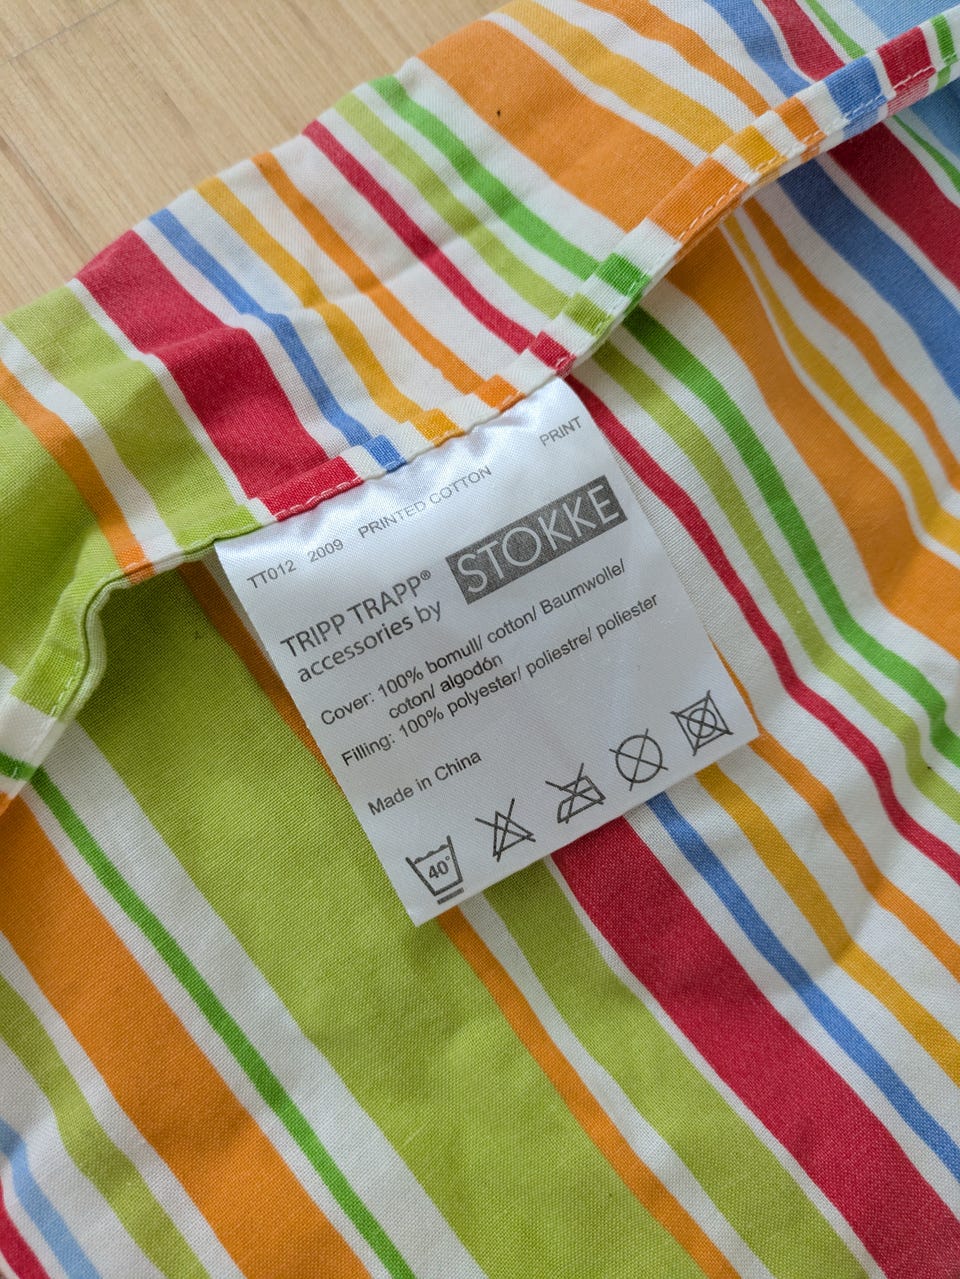 TT012 2009 PRINTED COTTON PRINT
TRIPP TRAPP®
accessories by STOKKE
Cover: 100% bomull/ cotton/ Baumwolle/
coton/ algodón
Filling: 100% polyester/ poliestre/ poliester
Made in China
40°